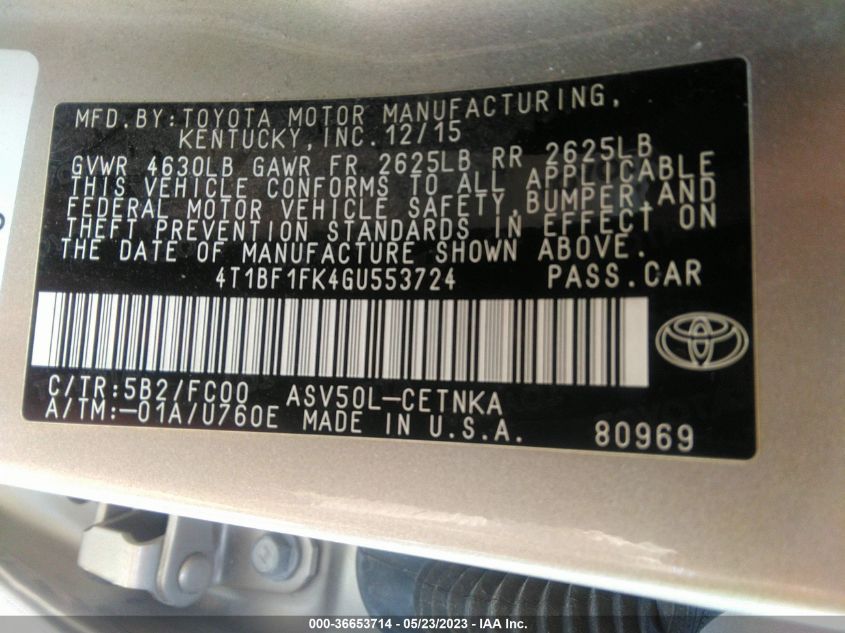 MFD. BY: TOYOTA MOTOR MANUFACTURING,
KENTUCKY, INC. 12/15
GVWR 4630LB GAWR FR 2625LB RR 2625LB
THIS VEHICLE CONFORMS TO ALL APPLICABLE
FEDERAL MOTOR VEHICLE SAFETY, BUMPER, AND
THEFT PREVENTION STANDARDS IN EFFECT ON
THE DATE OF MANUFACTURE SHOWN ABOVE.
4T1BF1FK4GU553724 PASS. CAR
C/TR: 5B2/FC00 ASV50L-CETNKA
A/TM: -01A/U760E MADE IN U.S.A. 80969
000-36653714 - 05/23/2023 - IAA Inc.